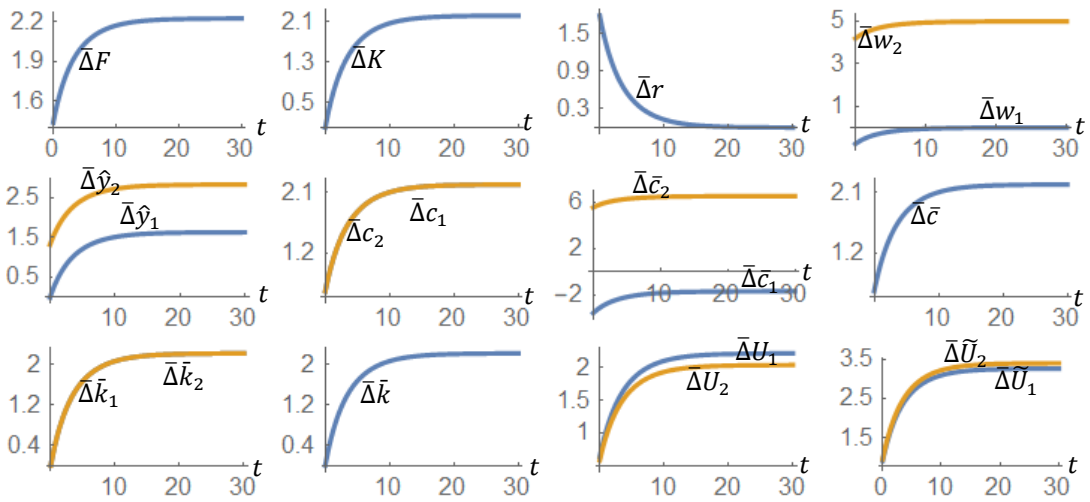 2.2
1.9
1.6
Δ̄F
0 10 20 30
t
2.1
1.3
0.5
Δ̄K
10 20 30
t
1.5
0.9
0.3
Δ̄r
10 20 30
t
5
3
1
Δ̄w₂
Δ̄w₁
10 20 30
t
2.5
1.5
0.5
Δ̄ŷ₂
Δ̄ŷ₁
10 20 30
t
2.1
1.2
Δ̄c₂
Δ̄c₁
10 20 30
t
6
2
−2
Δ̄c̄₂
Δ̄c̄₁
10 20 30
t
2.1
1.2
Δ̄c̄
10 20 30
t
2
1.2
0.4
Δ̄k̄₁
Δ̄k̄₂
10 20 30
t
2
1.2
0.4
Δ̄k̄
10 20 30
t
2
1.5
1
Δ̄U₁
Δ̄U₂
0 10 20 30
t
3.5
2.5
1.5
Δ̄Ũ₂
Δ̄Ũ₁
0 10 20 30
t